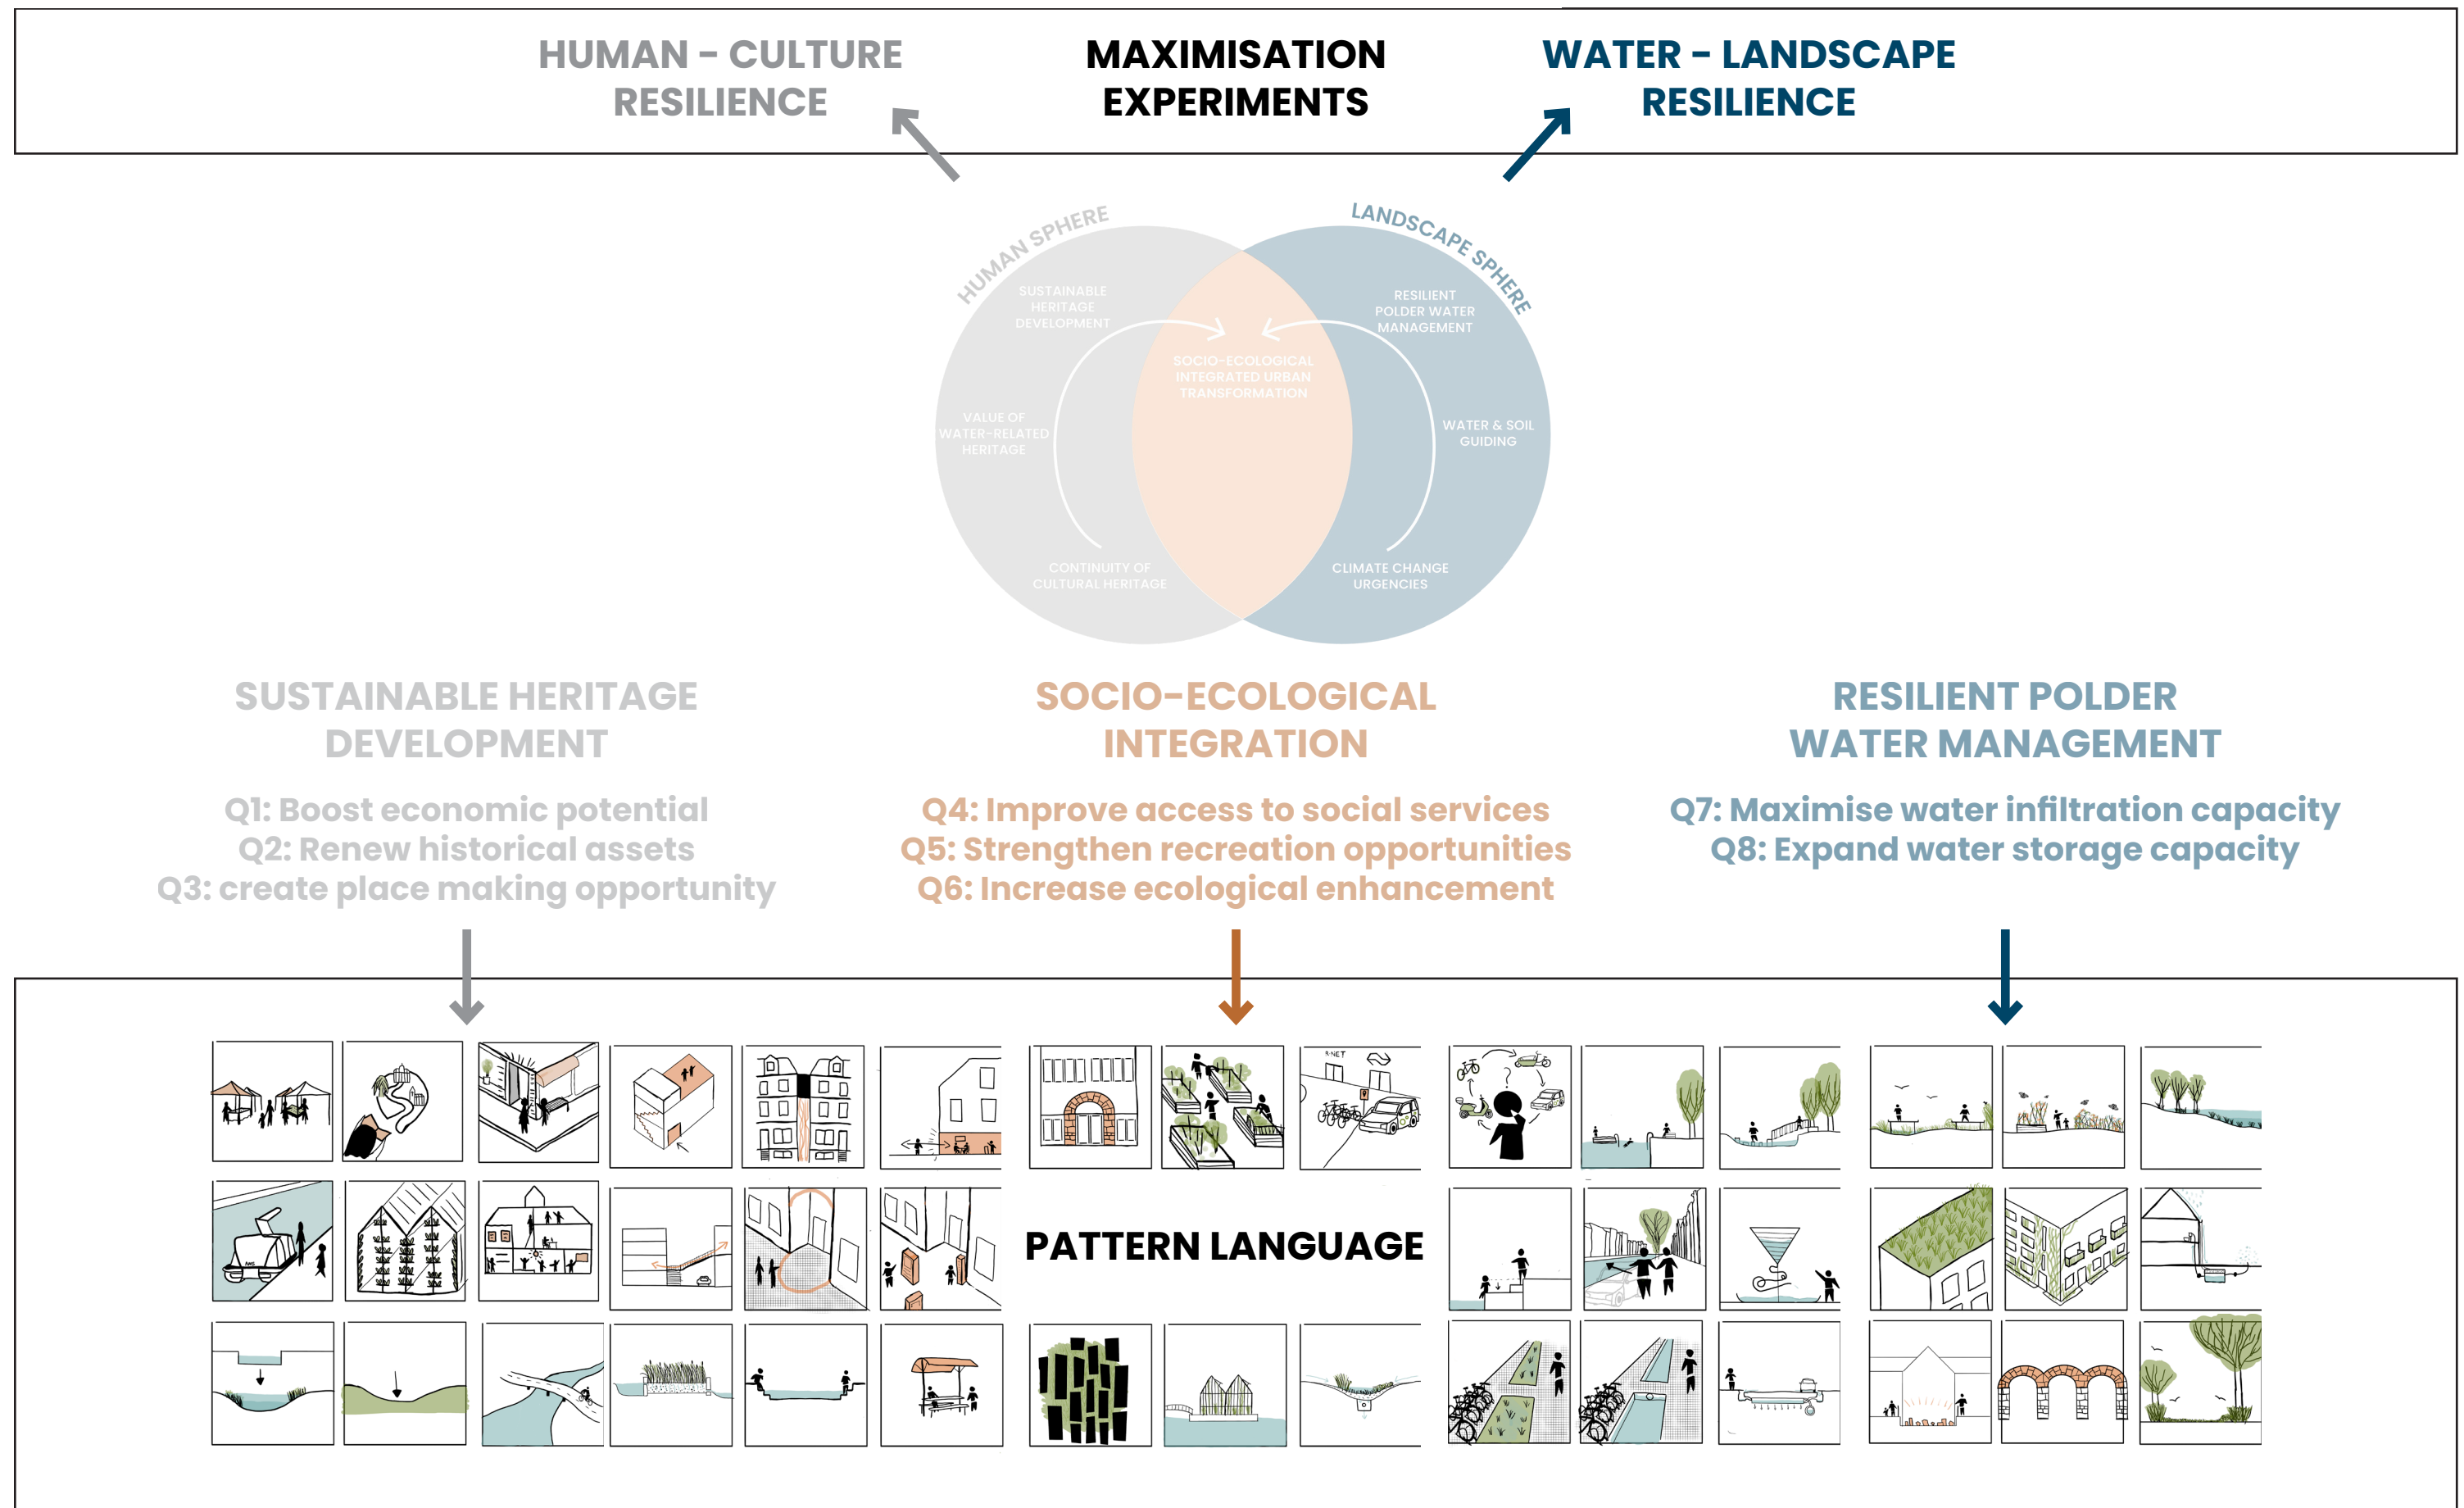 HUMAN - CULTURE
RESILIENCE
MAXIMISATION
EXPERIMENTS
WATER - LANDSCAPE
RESILIENCE
HUMAN SPHERE
LANDSCAPE SPHERE
SUSTAINABLE
HERITAGE
DEVELOPMENT
RESILIENT
POLDER WATER
MANAGEMENT
SOCIO-ECOLOGICAL
INTEGRATED URBAN
TRANSFORMATION
VALUE OF
WATER-RELATED
HERITAGE
WATER & SOIL
GUIDING
CONTINUITY OF
CULTURAL HERITAGE
CLIMATE CHANGE
URGENCIES
SUSTAINABLE HERITAGE
DEVELOPMENT
Q1: Boost economic potential
Q2: Renew historical assets
Q3: create place making opportunity
SOCIO-ECOLOGICAL
INTEGRATION
Q4: Improve access to social services
Q5: Strengthen recreation opportunities
Q6: Increase ecological enhancement
RESILIENT POLDER
WATER MANAGEMENT
Q7: Maximise water infiltration capacity
Q8: Expand water storage capacity
R-NET
?
AMS
PATTERN LANGUAGE